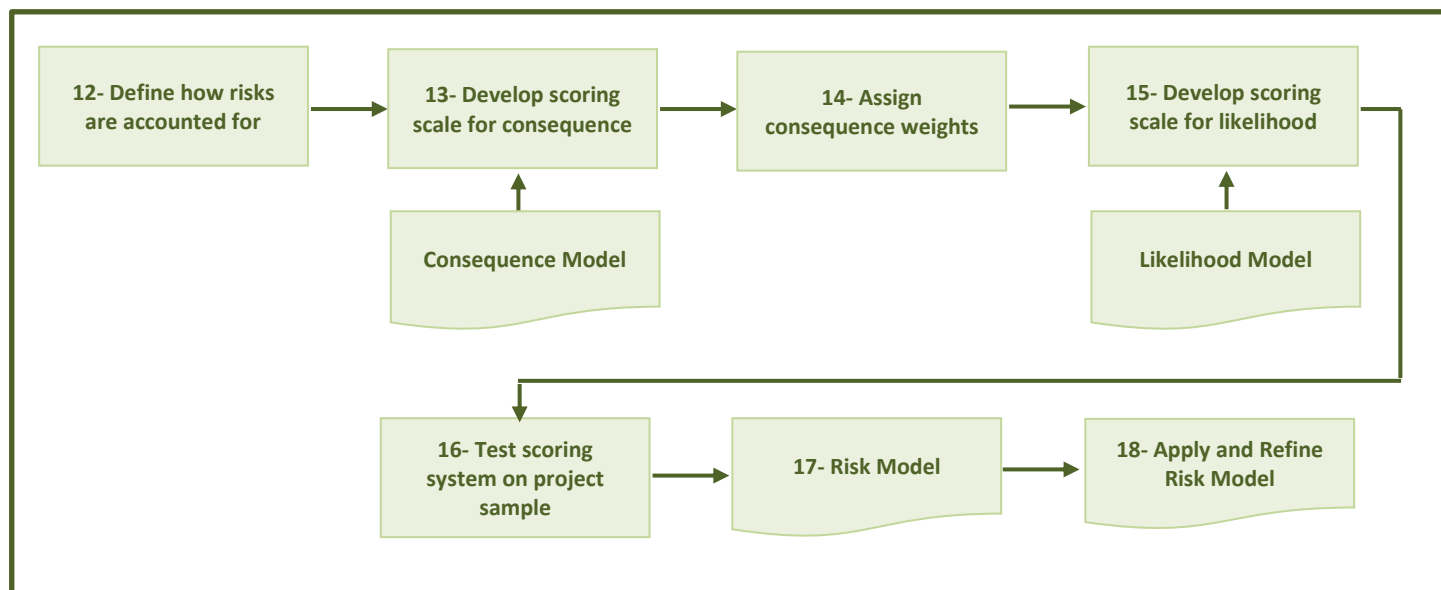 12- Define how risks
are accounted for
13- Develop scoring
scale for consequence
14- Assign
consequence weights
15- Develop scoring
scale for likelihood
Consequence Model
Likelihood Model
16- Test scoring
system on project
sample
17- Risk Model
18- Apply and Refine
Risk Model